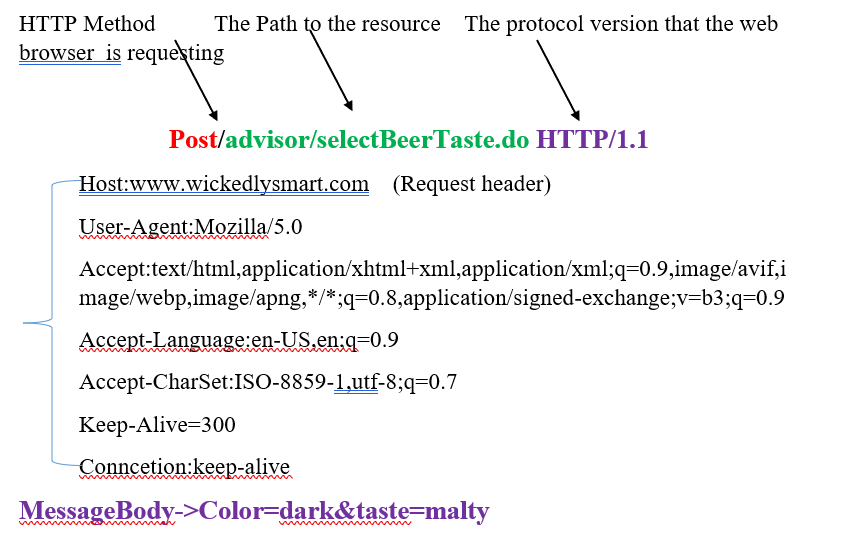 HTTP Method The Path to the resource The protocol version that the web
browser is requesting
Post/advisor/selectBeerTaste.do HTTP/1.1
Host:www.wickedlysmart.com (Request header)
User-Agent:Mozilla/5.0
Accept:text/html,application/xhtml+xml,application/xml;q=0.9,image/avif,i
mage/webp,image/apng,*/*;q=0.8,application/signed-exchange;v=b3;q=0.9
Accept-Language:en-US,en;q=0.9
Accept-CharSet:ISO-8859-1,utf-8;q=0.7
Keep-Alive=300
Conncetion:keep-alive
MessageBody->Color=dark&taste=malty